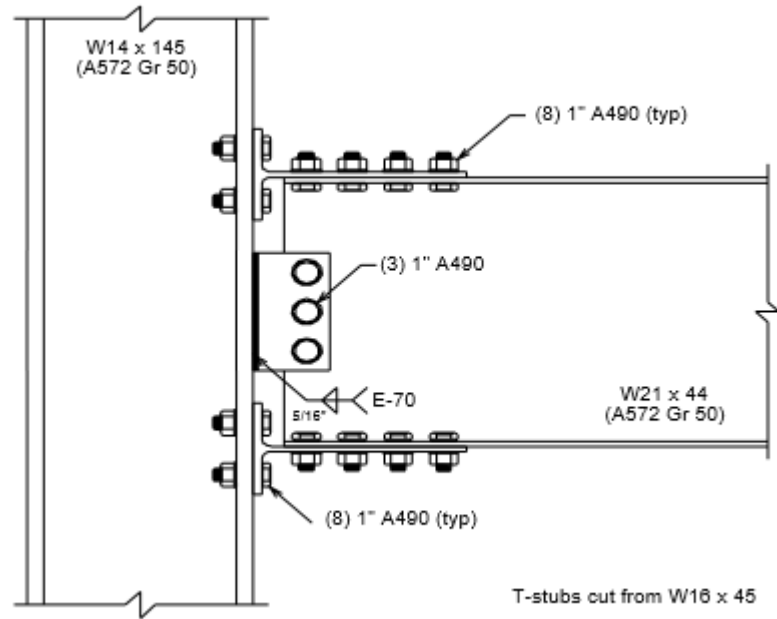 W14 x 145
(A572 Gr 50)
(8) 1" A490 (typ)
(3) 1" A490
E-70
5/16"
W21 x 44
(A572 Gr 50)
(8) 1" A490 (typ)
T-stubs cut from W16 x 45